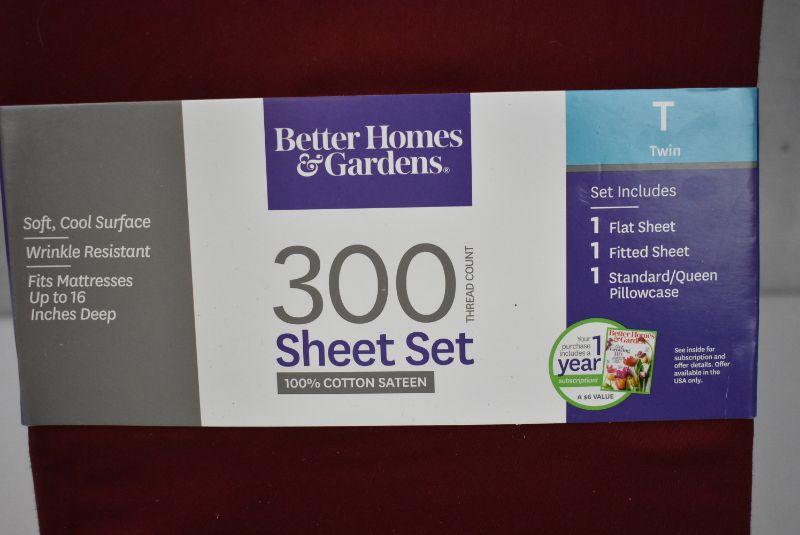 Soft, Cool Surface
Wrinkle Resistant
Fits Mattresses
Up to 16
Inches Deep
Better Homes
& Gardens®
300
THREAD COUNT
Sheet Set
100% COTTON SATEEN
T
Twin
Set Includes
1 Flat Sheet
1 Fitted Sheet
1 Standard/Queen
Pillowcase
Your
purchase
includes a
1
year
subscription!
A $6 VALUE
Better Homes
& Gardens
See inside for
subscription and
offer details. Offer
available in the
USA only.